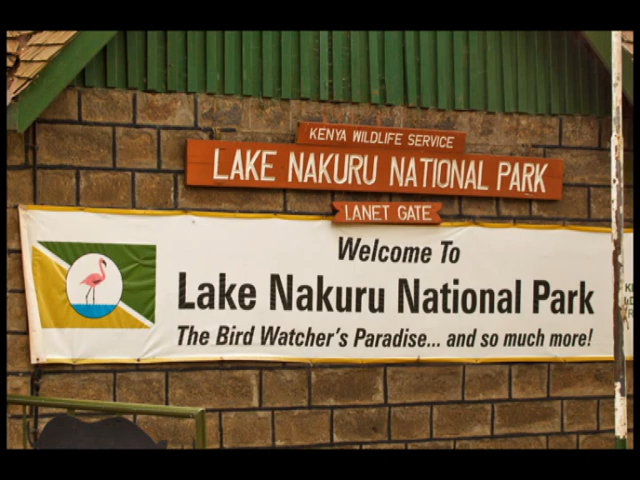 KENYA WILDLIFE SERVICE
LAKE NAKURU NATIONAL PARK
LANET GATE
Welcome To
Lake Nakuru National Park
The Bird Watcher's Paradise... and so much more!